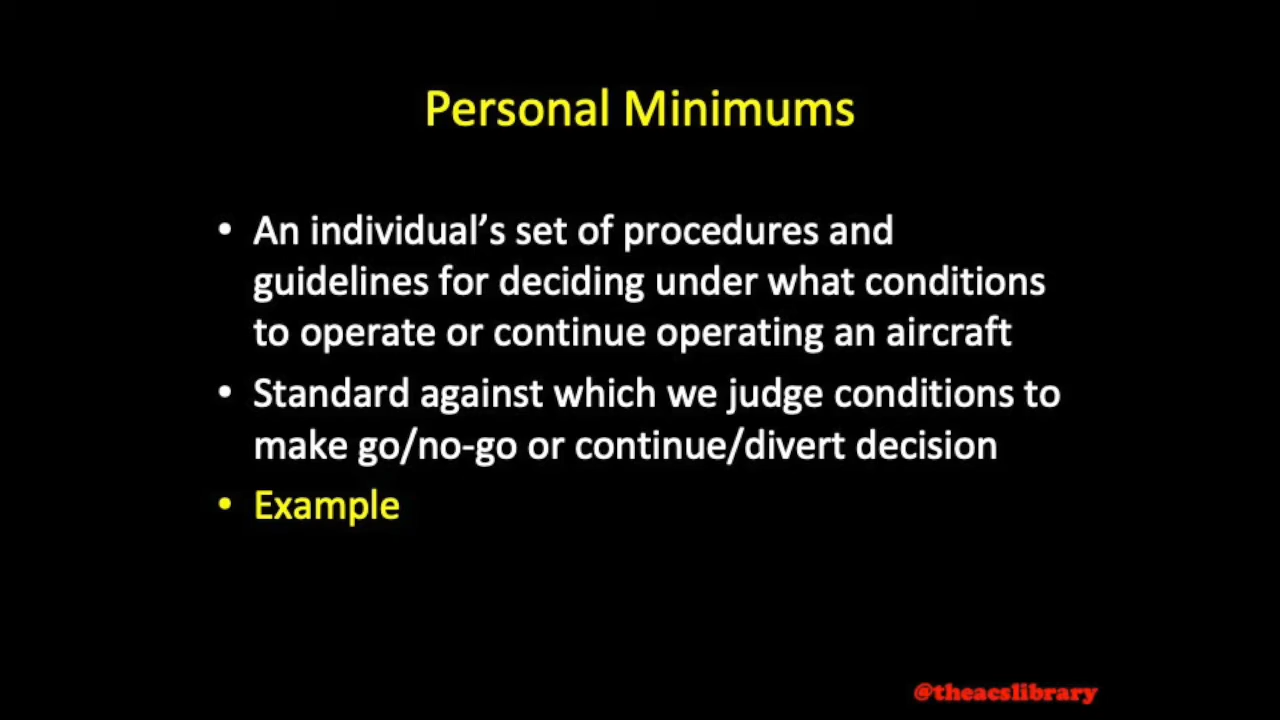 Personal Minimums
• An individual’s set of procedures and
guidelines for deciding under what conditions
to operate or continue operating an aircraft
• Standard against which we judge conditions to
make go/no-go or continue/divert decision
• Example
@theacslibrary